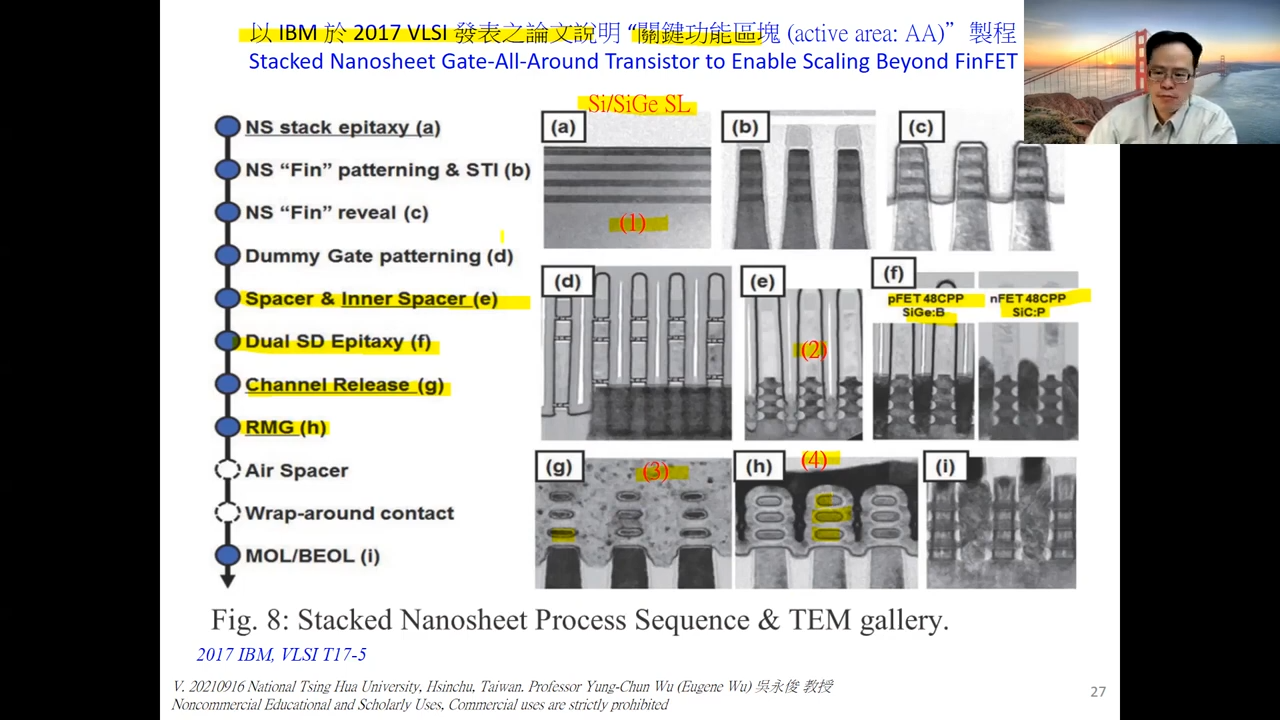 以 IBM 於 2017 VLSI 發表之論文說明 “關鍵功能區塊 (active area: AA)” 製程
Stacked Nanosheet Gate-All-Around Transistor to Enable Scaling Beyond FinFET
NS stack epitaxy (a)
NS “Fin” patterning & STI (b)
NS “Fin” reveal (c)
Dummy Gate patterning (d)
Spacer & Inner Spacer (e)
Dual SD Epitaxy (f)
Channel Release (g)
RMG (h)
Air Spacer
Wrap-around contact
MOL/BEOL (i)
Si/SiGe SL
(a)
(1)
(b)
(c)
(d)
(e)
(2)
(f)
pFET 48CPP
SiGe:B
nFET 48CPP
SiC:P
(g)
(3)
(h)
(4)
(i)
Fig. 8: Stacked Nanosheet Process Sequence & TEM gallery.
2017 IBM, VLSI T17-5
V. 20210916 National Tsing Hua University, Hsinchu, Taiwan. Professor Yung-Chun Wu (Eugene Wu) 吳永俊 教授
Noncommercial Educational and Scholarly Uses, Commercial uses are strictly prohibited
27